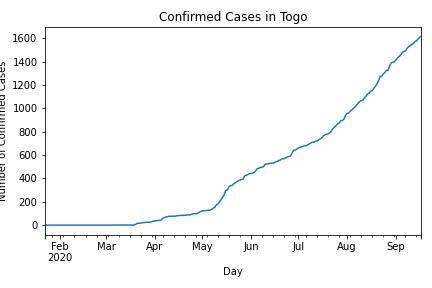 Confirmed Cases in Togo
Number of Confirmed Cases
1600
1400
1200
1000
800
600
400
200
0
Feb Mar Apr May Jun Jul Aug Sep
2020
Day